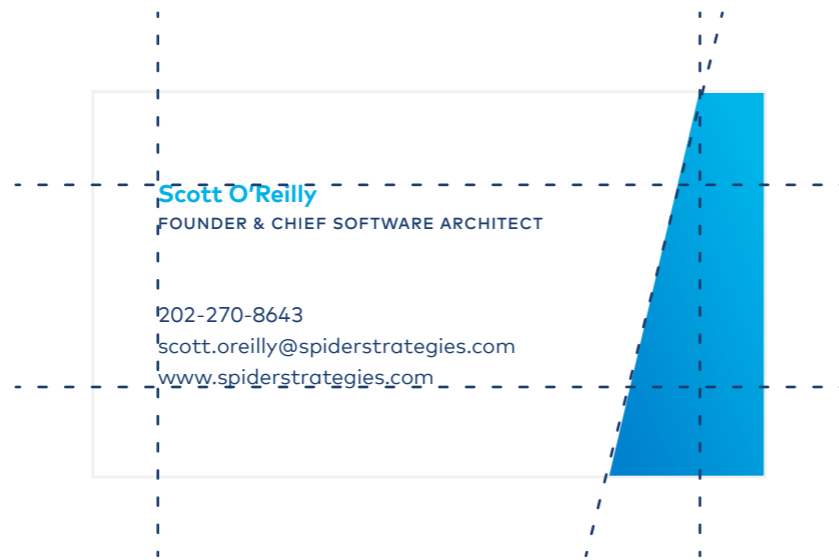 Scott O’Reilly
FOUNDER & CHIEF SOFTWARE ARCHITECT
202-270-8643
scott.oreilly@spiderstrategies.com
www.spiderstrategies.com